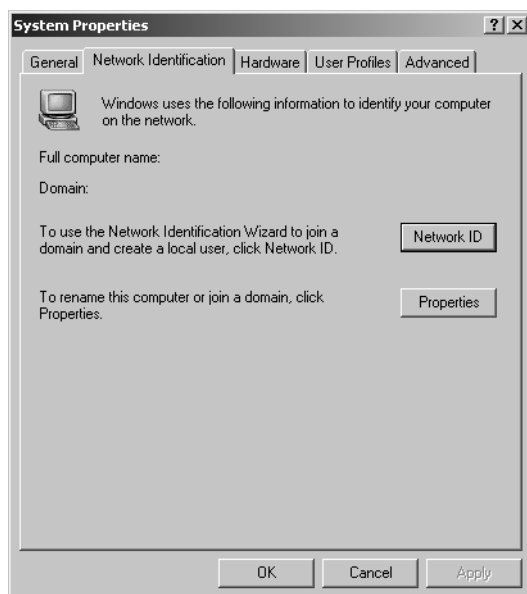 System Properties
? X
General Network Identification Hardware User Profiles Advanced
Windows uses the following information to identify your computer
on the network.
Full computer name:
Domain:
To use the Network Identification Wizard to join a
domain and create a local user, click Network ID.
Network ID
To rename this computer or join a domain, click
Properties.
Properties
OK Cancel Apply